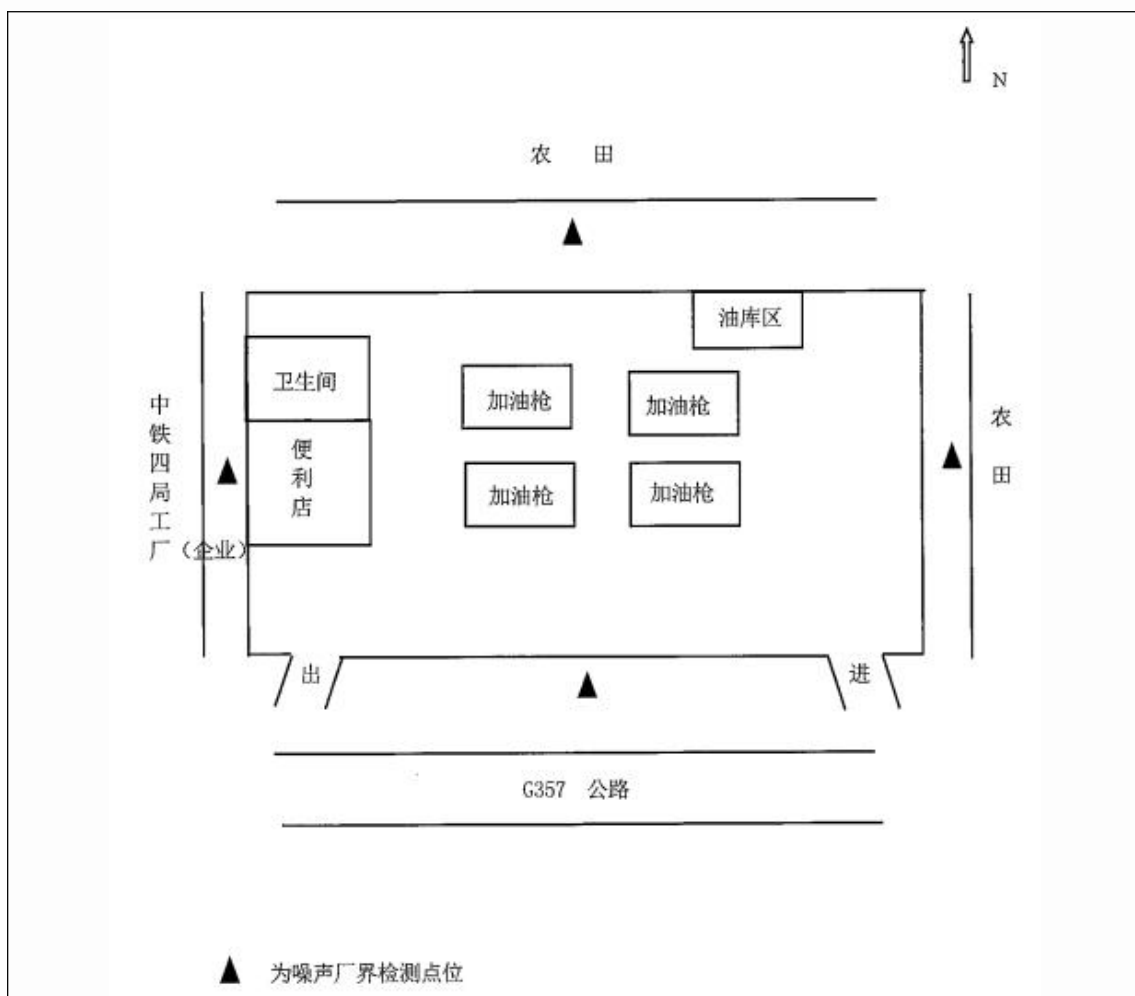 N
农 田
油库区
卫生间
加油枪
加油枪
中铁四局工厂(企业)
便利店
农田
加油枪
加油枪
出
进
G357 公路
为噪声厂界检测点位